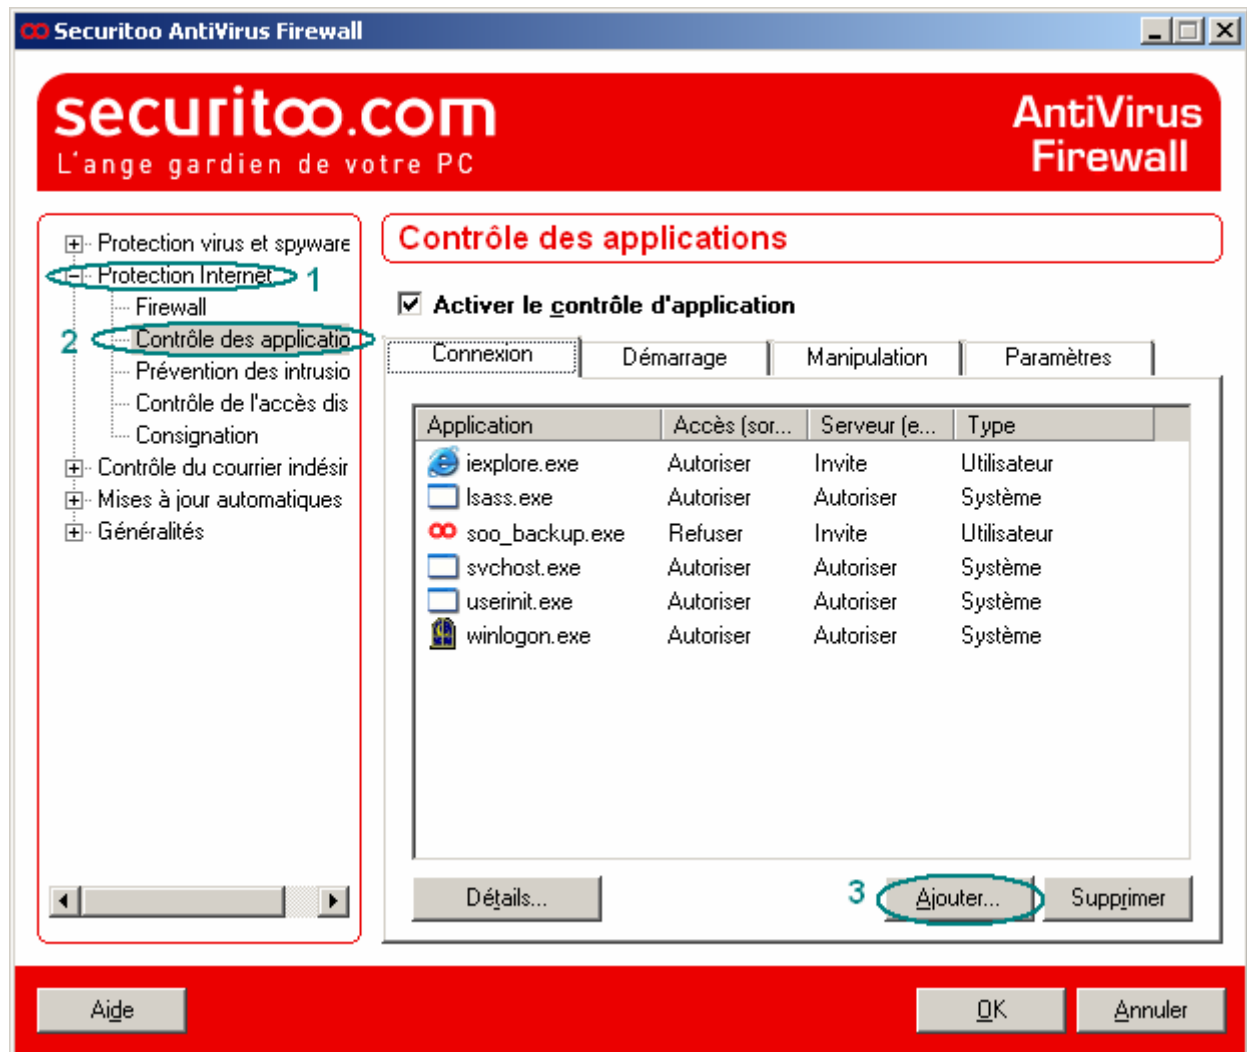 Securitoo AntiVirus Firewall
securitoo.com
L'ange gardien de votre PC
AntiVirus
Firewall
Protection virus et spyware
Protection Internet 1
Firewall
2 Contrôle des applicatio
Prévention des intrusio
Contrôle de l'accès dis
Consignation
Contrôle du courrier indésir
Mises à jour automatiques
Généralités
Contrôle des applications
Activer le contrôle d'application
Connexion Démarrage Manipulation Paramètres
Application Accès (sor... Serveur (e... Type
iexplore.exe Autoriser Invite Utilisateur
lsass.exe Autoriser Autoriser Système
soo_backup.exe Refuser Invite Utilisateur
svchost.exe Autoriser Autoriser Système
userinit.exe Autoriser Autoriser Système
winlogon.exe Autoriser Autoriser Système
Détails... 3 Ajouter... Supprimer
Aide OK Annuler